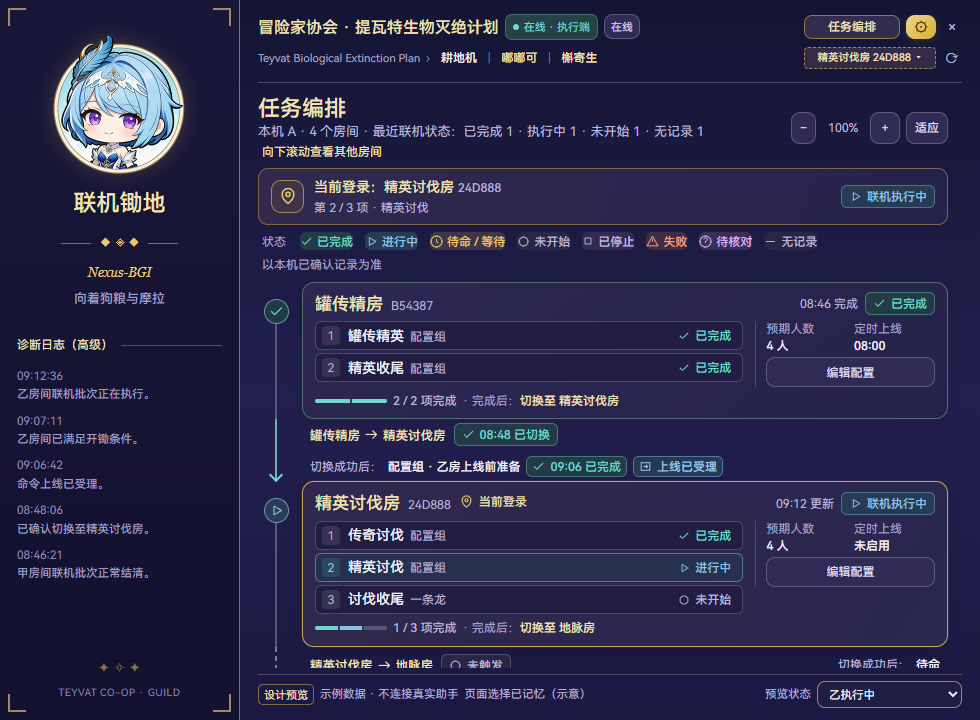 联机锄地
Nexus-BGI
向着狗粮与摩拉
诊断日志（高级）
09:12:36
乙房间联机批次正在执行。
09:07:11
乙房间已满足开锄条件。
09:06:42
命令上线已受理。
08:48:06
已确认切换至精英讨伐房。
08:46:21
甲房间联机批次正常结清。
TEYVAT CO-OP · GUILD
冒险家协会 · 提瓦特生物灭绝计划 在线 · 执行端 在线 任务编排 ×
Teyvat Biological Extinction Plan › 耕地机 | 嘟嘟可 | 槲寄生 精英讨伐房 24D888
任务编排
本机 A · 4 个房间 · 最近联机状态：已完成 1 · 执行中 1 · 未开始 1 · 无记录 1
向下滚动查看其他房间
− 100% + 适应
当前登录：精英讨伐房 24D888
第 2 / 3 项 · 精英讨伐
联机执行中
状态 已完成 进行中 待命 / 等待 未开始 已停止 失败 待核对 无记录
以本机已确认记录为准
罐传精房 B54387 08:46 完成 已完成
1 罐传精英 配置组 已完成
2 精英收尾 配置组 已完成
预期人数 定时上线
4 人 08:00
编辑配置
2 / 2 项完成 · 完成后：切换至 精英讨伐房
罐传精房 → 精英讨伐房 08:48 已切换
切换成功后： 配置组 · 乙房上线前准备 09:06 已完成 上线已受理
精英讨伐房 24D888 当前登录 09:12 更新 联机执行中
1 传奇讨伐 配置组 已完成
2 精英讨伐 配置组 进行中
3 讨伐收尾 一条龙 未开始
预期人数 定时上线
4 人 未启用
编辑配置
1 / 3 项完成 · 完成后：切换至 地脉房
精英讨伐房 → 地脉房 未触发 切换成功后： 待命
设计预览 示例数据 · 不连接真实助手 页面选择已记忆（示意） 预览状态 乙执行中